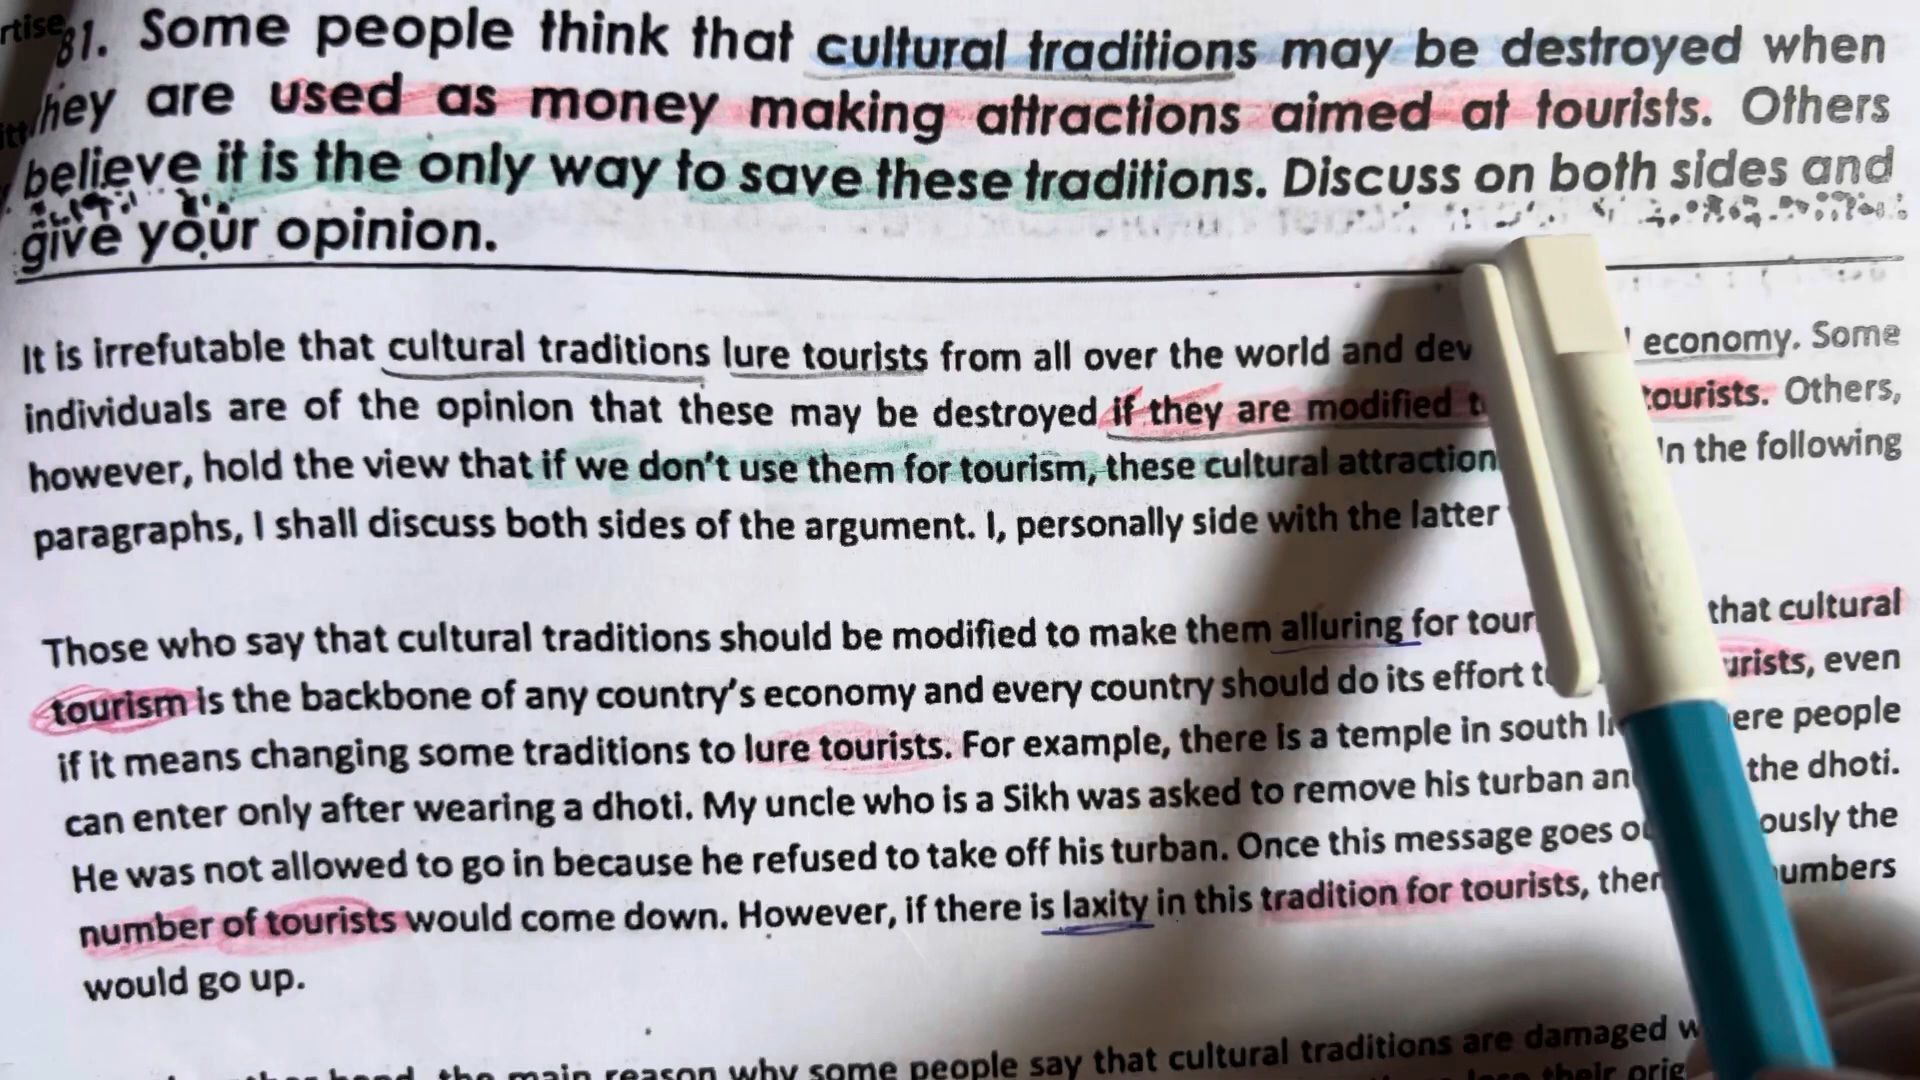 rtise
81. Some people think that cultural traditions may be destroyed when
hey are used as money making attractions aimed at tourists. Others
believe it is the only way to save these traditions. Discuss on both sides and
give your opinion.
It is irrefutable that cultural traditions lure tourists from all over the world and dev economy. Some
individuals are of the opinion that these may be destroyed if they are modified t tourists. Others,
however, hold the view that if we don't use them for tourism, these cultural attraction In the following
paragraphs, I shall discuss both sides of the argument. I, personally side with the latter
Those who say that cultural traditions should be modified to make them alluring for tour that cultural
tourism is the backbone of any country's economy and every country should do its effort t urists, even
if it means changing some traditions to lure tourists. For example, there is a temple in south I ere people
can enter only after wearing a dhoti. My uncle who is a Sikh was asked to remove his turban an the dhoti.
He was not allowed to go in because he refused to take off his turban. Once this message goes o ously the
number of tourists would come down. However, if there is laxity in this tradition for tourists, then umbers
would go up.
hand, the main reason why some people say that cultural traditions are damaged w